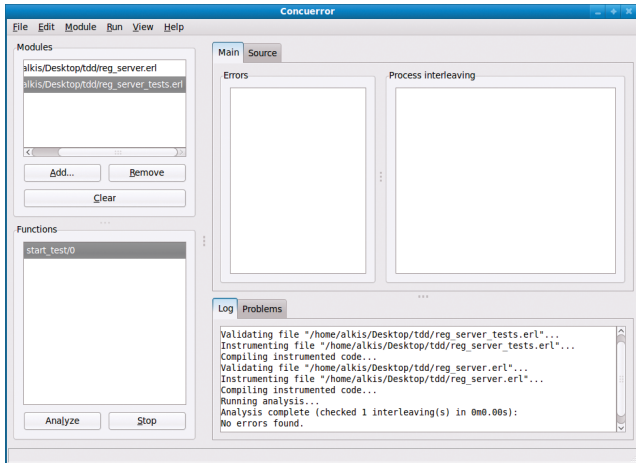 Concuerror
File Edit Module Run View Help
Modules
alkis/Desktop/tdd/reg_server.erl
alkis/Desktop/tdd/reg_server_tests.erl
Add... Remove
Clear
Functions
start_test/0
Analyze Stop
Main Source
Errors
Process interleaving
Log Problems
Validating file "/home/alkis/Desktop/tdd/reg_server_tests.erl"...
Instrumenting file "/home/alkis/Desktop/tdd/reg_server_tests.erl"...
Compiling instrumented code...
Validating file "/home/alkis/Desktop/tdd/reg_server.erl"...
Instrumenting file "/home/alkis/Desktop/tdd/reg_server.erl"...
Compiling instrumented code...
Running analysis...
Analysis complete (checked 1 interleaving(s) in 0m0.00s):
No errors found.